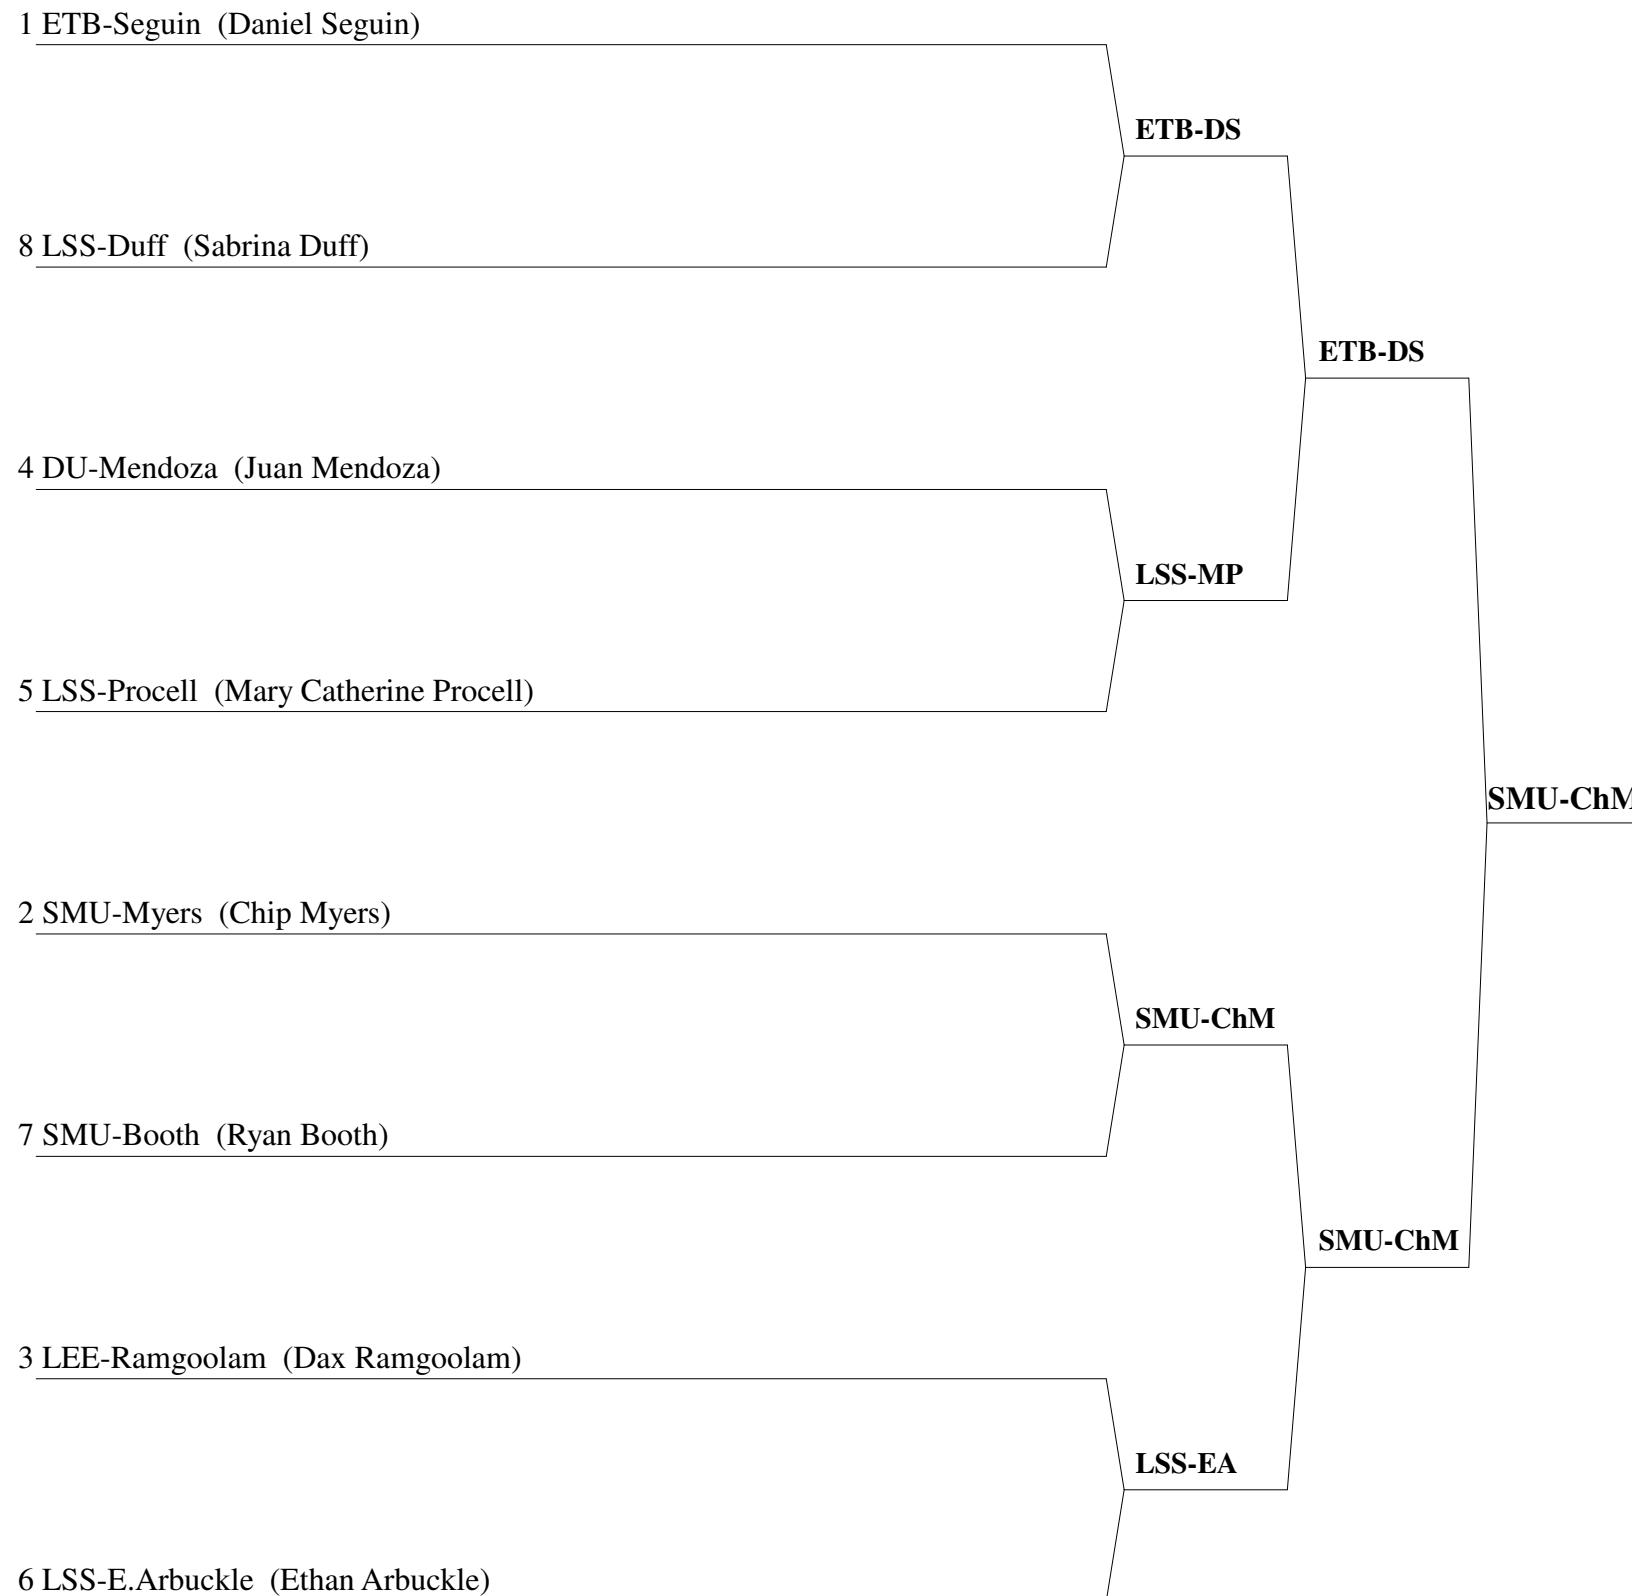 1 ETB-Seguin (Daniel Seguin)
ETB-DS
8 LSS-Duff (Sabrina Duff)
ETB-DS
4 DU-Mendoza (Juan Mendoza)
LSS-MP
5 LSS-Procell (Mary Catherine Procell)
SMU-ChM
2 SMU-Myers (Chip Myers)
SMU-ChM
7 SMU-Booth (Ryan Booth)
SMU-ChM
3 LEE-Ramgoolam (Dax Ramgoolam)
LSS-EA
6 LSS-E.Arbuckle (Ethan Arbuckle)